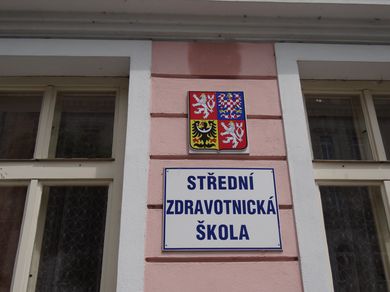 STŘEDNÍ
ZDRAVOTNICKÁ
ŠKOLA